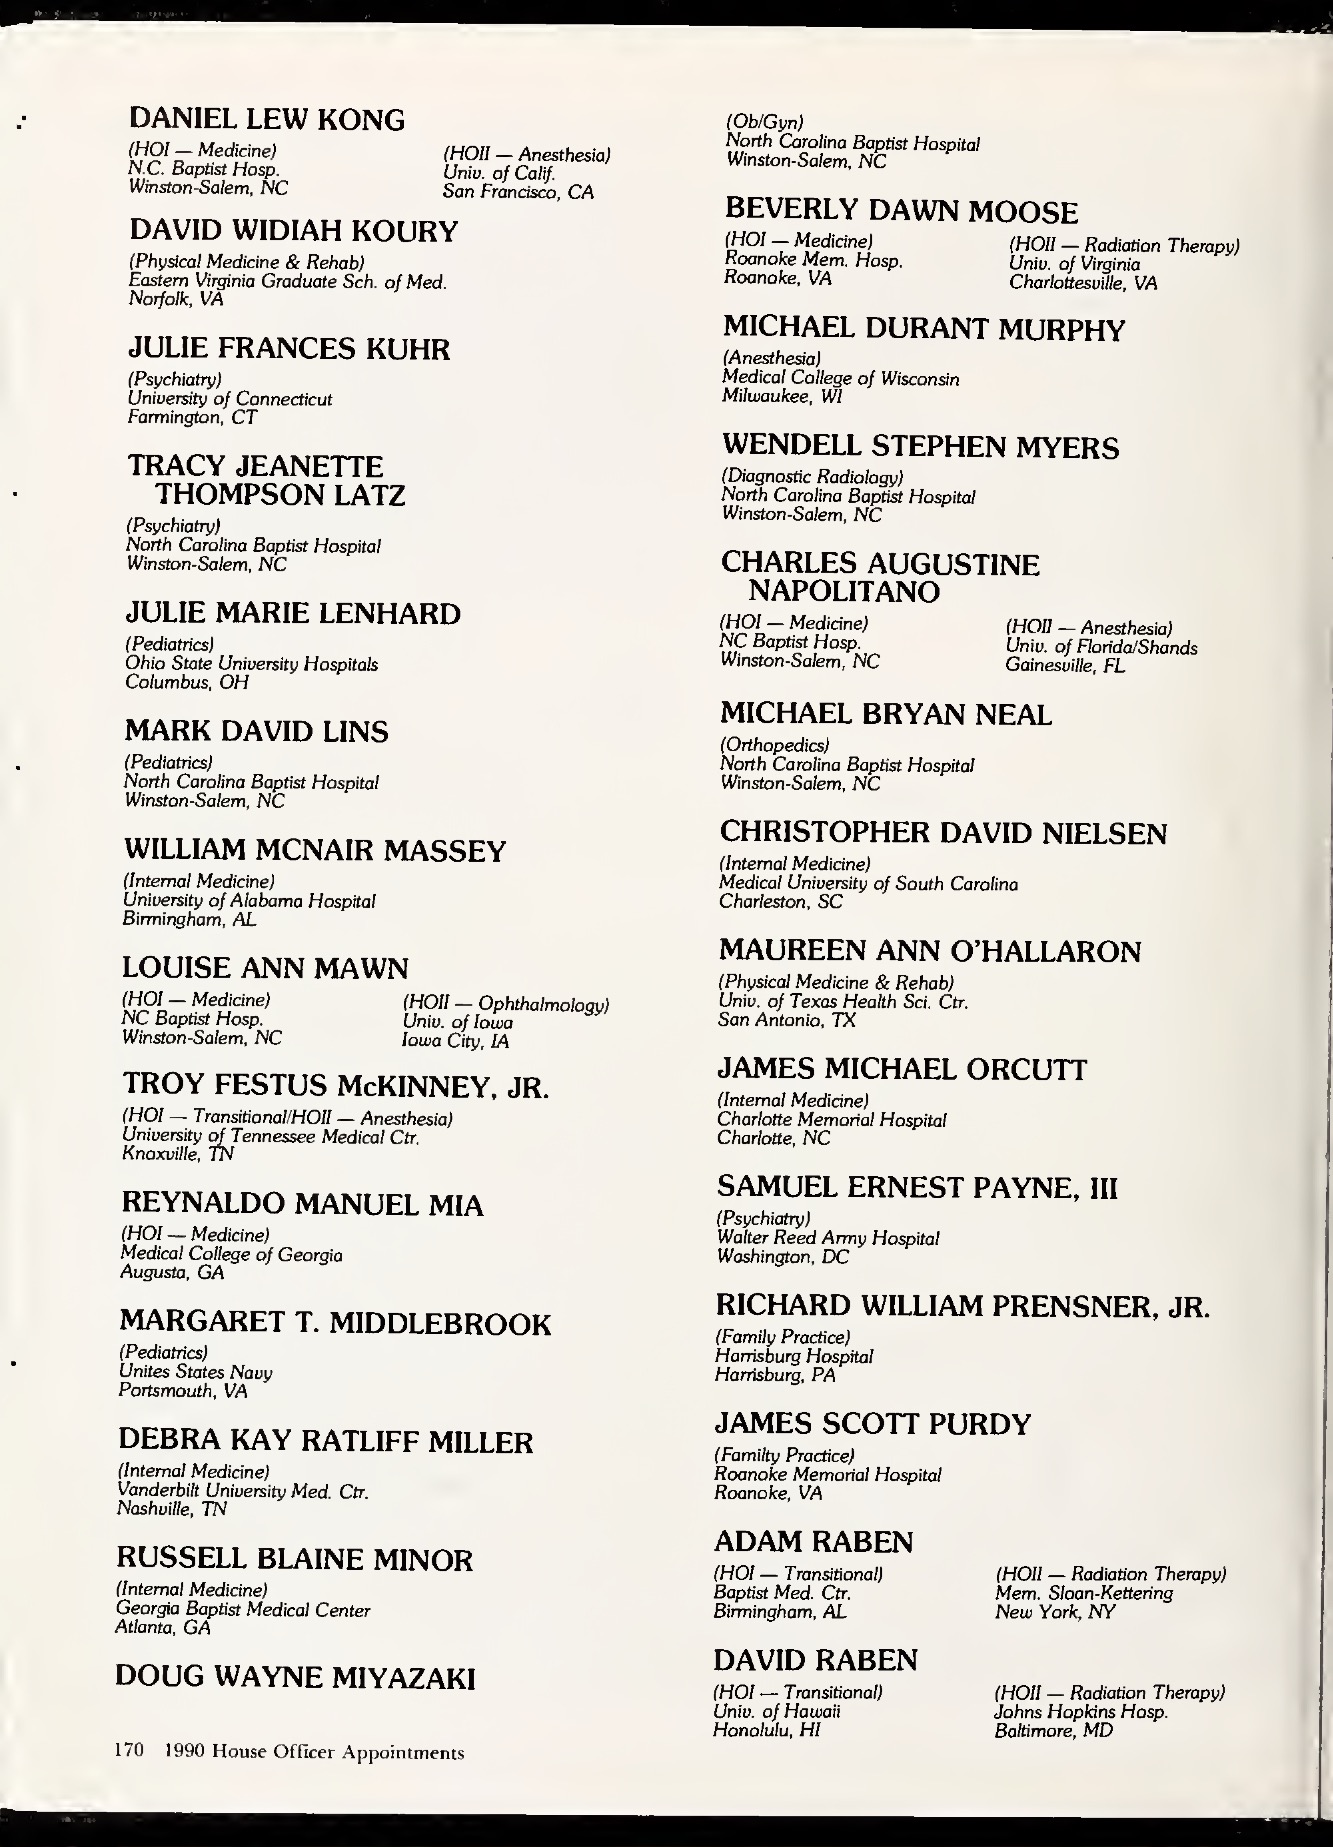 DANIEL LEW KONG
(HOI — Medicine)
N.C. Baptist Hosp.
Winston-Salem, NC
(HOII — Anesthesia)
Univ. of Calif.
San Francisco, CA
DAVID WIDIAH KOURY
(Physical Medicine & Rehab)
Eastern Virginia Graduate Sch. of Med.
Norfolk, VA
JULIE FRANCES KUHR
(Psychiatry)
University of Connecticut
Farmington, CT
TRACY JEANETTE
THOMPSON LATZ
(Psychiatry)
North Carolina Baptist Hospital
Winston-Salem, NC
JULIE MARIE LENHARD
(Pediatrics)
Ohio State University Hospitals
Columbus, OH
MARK DAVID LINS
(Pediatrics)
North Carolina Baptist Hospital
Winston-Salem, NC
WILLIAM MCNAIR MASSEY
(Internal Medicine)
University of Alabama Hospital
Birmingham, AL
LOUISE ANN MAWN
(HOI — Medicine)
NC Baptist Hosp.
Winston-Salem, NC
(HOII — Ophthalmology)
Univ. of Iowa
Iowa City, IA
TROY FESTUS McKINNEY, JR.
(HOI — Transitional/HOII — Anesthesia)
University of Tennessee Medical Ctr.
Knoxville, TN
REYNALDO MANUEL MIA
(HOI — Medicine)
Medical College of Georgia
Augusta, GA
MARGARET T. MIDDLEBROOK
(Pediatrics)
Unites States Navy
Portsmouth, VA
DEBRA KAY RATLIFF MILLER
(Internal Medicine)
Vanderbilt University Med. Ctr.
Nashville, TN
RUSSELL BLAINE MINOR
(Internal Medicine)
Georgia Baptist Medical Center
Atlanta, GA
DOUG WAYNE MIYAZAKI
(Ob/Gyn)
North Carolina Baptist Hospital
Winston-Salem, NC
BEVERLY DAWN MOOSE
(HOI — Medicine)
Roanoke Mem. Hosp.
Roanoke, VA
(HOII — Radiation Therapy)
Univ. of Virginia
Charlottesville, VA
MICHAEL DURANT MURPHY
(Anesthesia)
Medical College of Wisconsin
Milwaukee, WI
WENDELL STEPHEN MYERS
(Diagnostic Radiology)
North Carolina Baptist Hospital
Winston-Salem, NC
CHARLES AUGUSTINE
NAPOLITANO
(HOI — Medicine)
NC Baptist Hosp.
Winston-Salem, NC
(HOII — Anesthesia)
Univ. of Florida/Shands
Gainesville, FL
MICHAEL BRYAN NEAL
(Orthopedics)
North Carolina Baptist Hospital
Winston-Salem, NC
CHRISTOPHER DAVID NIELSEN
(Internal Medicine)
Medical University of South Carolina
Charleston, SC
MAUREEN ANN O'HALLARON
(Physical Medicine & Rehab)
Univ. of Texas Health Sci. Ctr.
San Antonio, TX
JAMES MICHAEL ORCUTT
(Internal Medicine)
Charlotte Memorial Hospital
Charlotte, NC
SAMUEL ERNEST PAYNE, III
(Psychiatry)
Walter Reed Army Hospital
Washington, DC
RICHARD WILLIAM PRENSNER, JR.
(Family Practice)
Harrisburg Hospital
Harrisburg, PA
JAMES SCOTT PURDY
(Familty Practice)
Roanoke Memorial Hospital
Roanoke, VA
ADAM RABEN
(HOI — Transitional)
Baptist Med. Ctr.
Birmingham, AL
(HOII — Radiation Therapy)
Mem. Sloan-Kettering
New York, NY
DAVID RABEN
(HOI — Transitional)
Univ. of Hawaii
Honolulu, HI
(HOII — Radiation Therapy)
Johns Hopkins Hosp.
Baltimore, MD
170 1990 House Officer Appointments